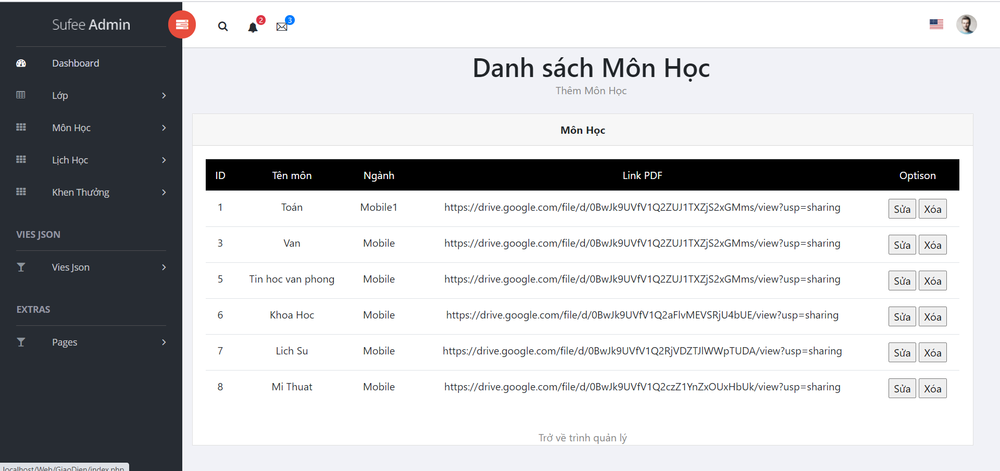 Sufee Admin
2
3
Dashboard
Lớp
Môn Học
Lịch Học
Khen Thưởng
VIES JSON
Vies Json
EXTRAS
Pages
Danh sách Môn Học
Thêm Môn Học
Môn Học
ID Tên môn Ngành Link PDF Optison
1 Toán Mobile1 https://drive.google.com/file/d/0BwJk9UVfV1Q2ZUJ1TXZjS2xGMms/view?usp=sharing Sửa Xóa
3 Van Mobile https://drive.google.com/file/d/0BwJk9UVfV1Q2ZUJ1TXZjS2xGMms/view?usp=sharing Sửa Xóa
5 Tin hoc van phong Mobile https://drive.google.com/file/d/0BwJk9UVfV1Q2ZUJ1TXZjS2xGMms/view?usp=sharing Sửa Xóa
6 Khoa Hoc Mobile https://drive.google.com/file/d/0BwJk9UVfV1Q2aFlvMEVSRjU4bUE/view?usp=sharing Sửa Xóa
7 Lich Su Mobile https://drive.google.com/file/d/0BwJk9UVfV1Q2RjVDZTJlWWpTUDA/view?usp=sharing Sửa Xóa
8 Mi Thuat Mobile https://drive.google.com/file/d/0BwJk9UVfV1Q2czZ1YnZxOUxHbUk/view?usp=sharing Sửa Xóa
Trở về trình quản lý
localhost/Web/GiaoDien/index.php